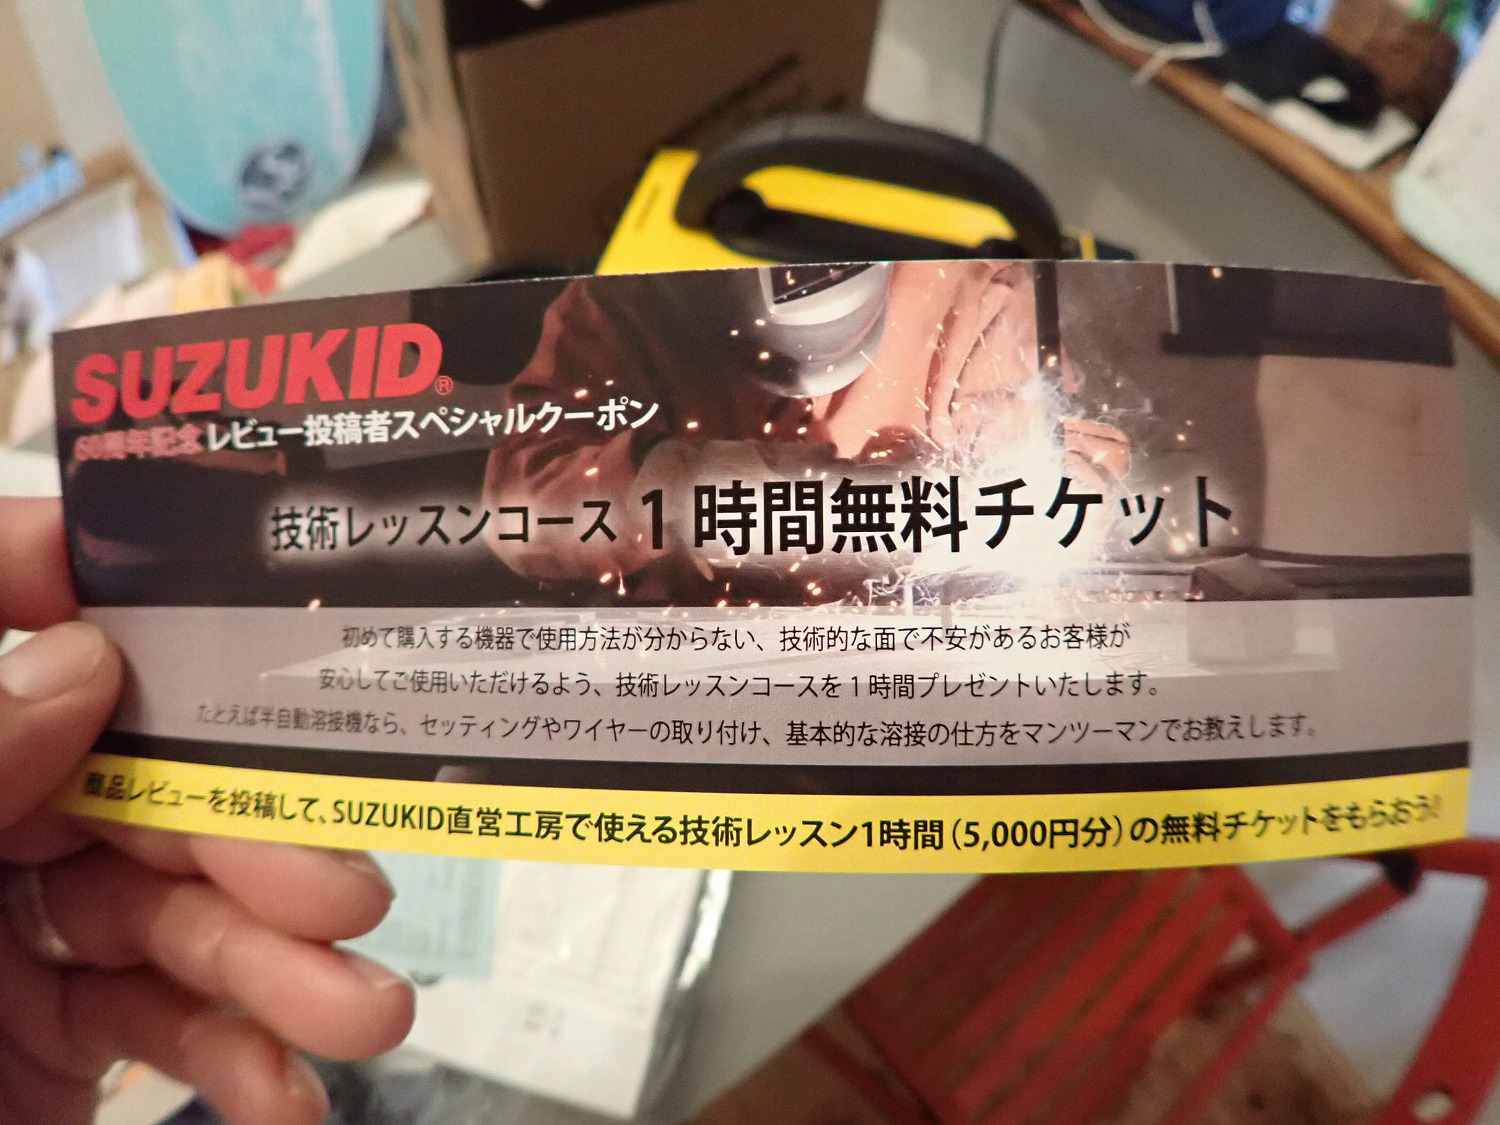 SUZUKID®
60周年記念 レビュー投稿者スペシャルクーポン
技術レッスンコース 1 時間無料チケット
初めて購入する機器で使用方法が分からない、技術的な面で不安があるお客様が
安心してご使用いただけるよう、技術レッスンコースを 1 時間プレゼントいたします。
たとえば半自動溶接機なら、セッティングやワイヤーの取り付け、基本的な溶接の仕方をマンツーマンでお教えします。
商品レビューを投稿して、SUZUKID直営工房で使える技術レッスン1時間（5,000円分）の無料チケットをもらおう!